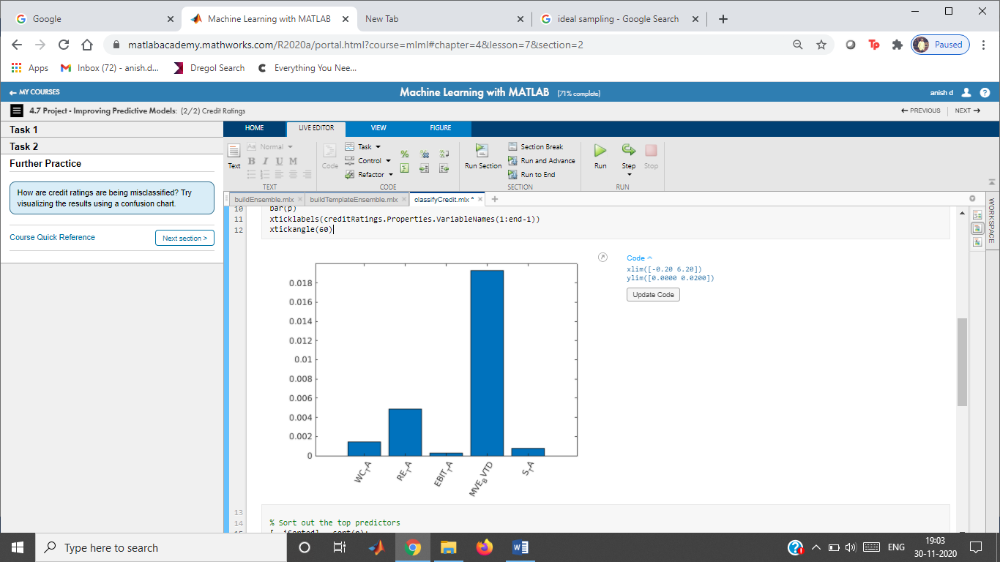 Google
Machine Learning with MATLAB
New Tab
ideal sampling - Google Search
matlabacademy.mathworks.com/R2020a/portal.html?course=mlml#chapter=4&lesson=7&section=2
Paused
Apps
Inbox (72) - anish.d...
Dregol Search
Everything You Nee...
MY COURSES
Machine Learning with MATLAB (71% complete)
anish d
4.7 Project - Improving Predictive Models: (2/2) Credit Ratings
PREVIOUS
NEXT
Task 1
Task 2
Further Practice
How are credit ratings are being misclassified? Try
visualizing the results using a confusion chart.
Course Quick Reference
Next section >
HOME
LIVE EDITOR
VIEW
FIGURE
Text
Aa Normal
B I U M
TEXT
Code
Task
Control
Refactor
CODE
Run Section
Section Break
Run and Advance
Run to End
SECTION
Run
Step
Stop
RUN
buildEnsemble.mlx
buildTemplateEnsemble.mlx
classifyCredit.mlx *
WORKSPACE
10 bar(p)
11 xticklabels(creditRatings.Properties.VariableNames(1:end-1))
12 xtickangle(60)
0.018
0.016
0.014
0.012
0.01
0.008
0.006
0.004
0.002
0
WC_TA
RE_TA
EBIT_TA
MVE_BVTD
S_TA
Code
xlim([-0.20 6.20])
ylim([0.0000 0.0200])
Update Code
13
14 % Sort out the top predictors
Type here to search
ENG
19:03
30-11-2020